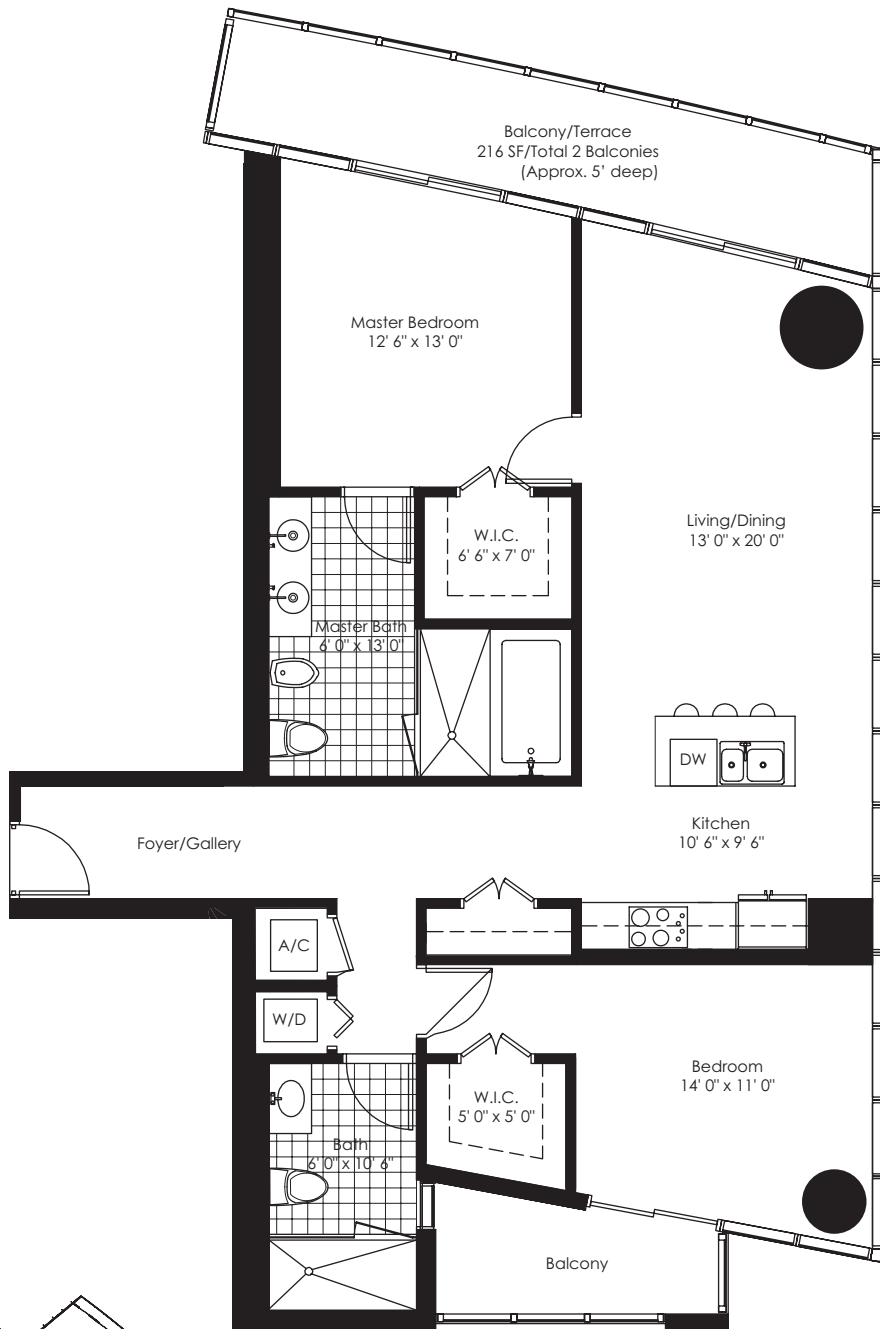 Balcony/Terrace
216 SF/Total 2 Balconies
(Approx. 5' deep)
Master Bedroom
12' 6" x 13' 0"
Living/Dining
13' 0" x 20' 0"
W.I.C.
6' 6" x 7' 0"
Master Bath
6' 0" x 13' 0"
DW
Kitchen
10' 6" x 9' 6"
Foyer/Gallery
A/C
W/D
Bedroom
14' 0" x 11' 0"
W.I.C.
5' 0" x 5' 0"
Bath
6' 0" x 10' 6"
Balcony